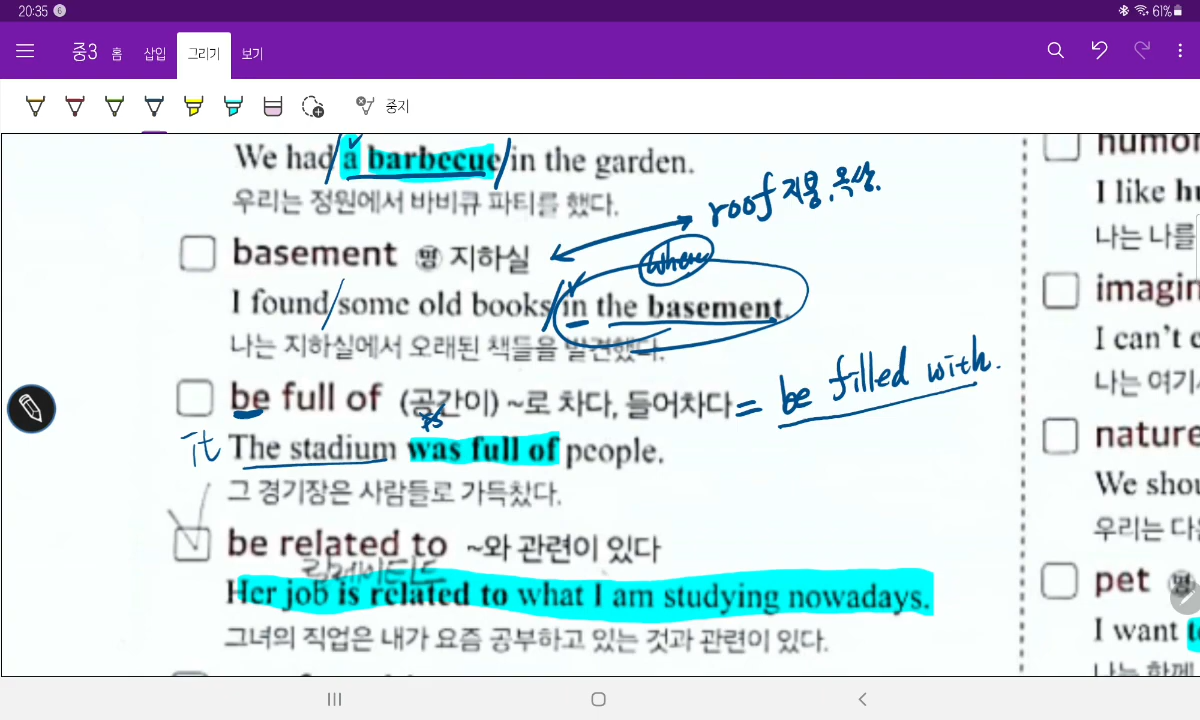 20:35 6 61%
중3 홈 삽입 그리기 보기
중지
We had / a barbecue / in the garden.
우리는 정원에서 바비큐 파티를 했다.
roof 지붕, 옥상.
basement 명 지하실
where
I found / some old books / in the basement.
나는 지하실에서 오래된 책들을 발견했다.
be full of (공간이) ~로 차다, 들어차다 = be filled with.
is
it The stadium was full of people.
그 경기장은 사람들로 가득찼다.
be related to ~와 관련이 있다
릴레이티드
Her job is related to what I am studying nowadays.
그녀의 직업은 내가 요즘 공부하고 있는 것과 관련이 있다.
humor
I like hu
나는 나를
imagin
I can't c
나는 여기
nature
We shou
우리는 다
pet 명
I want t
나는 함께